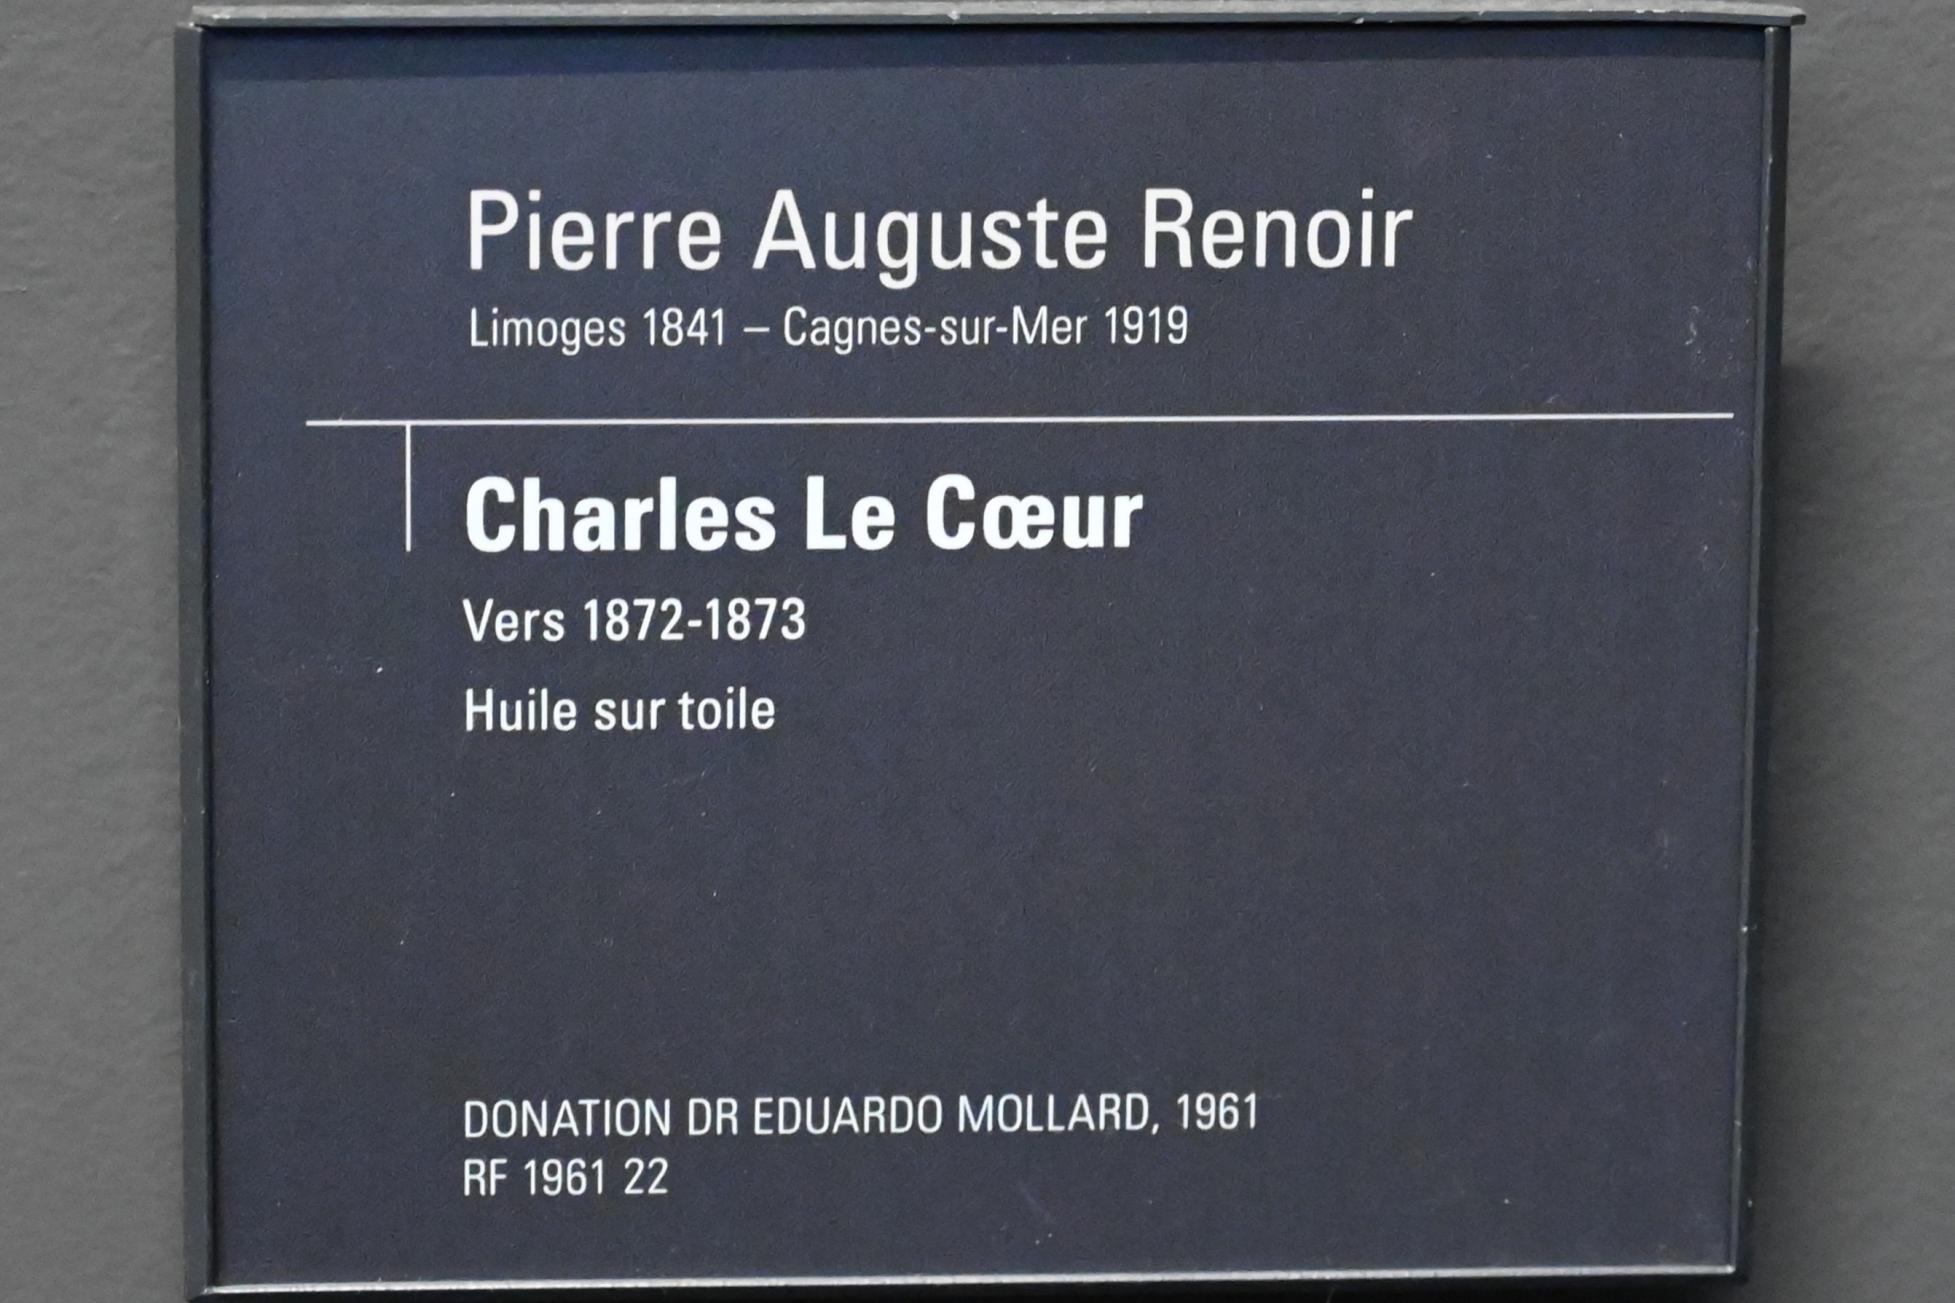 Pierre Auguste Renoir
Limoges 1841 – Cagnes-sur-Mer 1919
Charles Le Cœur
Vers 1872-1873
Huile sur toile
DONATION DR EDUARDO MOLLARD, 1961
RF 1961 22